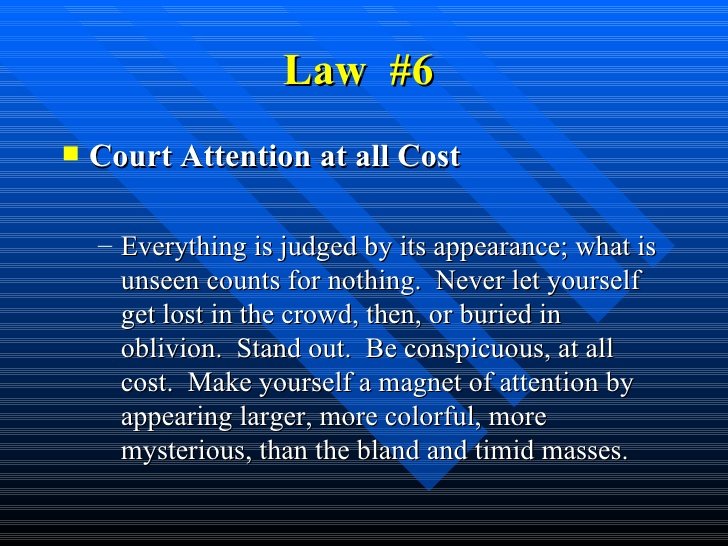 Law  #6
Court Attention at all Cost
– Everything is judged by its appearance; what is
unseen counts for nothing.  Never let yourself
get lost in the crowd, then, or buried in
oblivion.  Stand out.  Be conspicuous, at all
cost.  Make yourself a magnet of attention by
appearing larger, more colorful, more
mysterious, than the bland and timid masses.